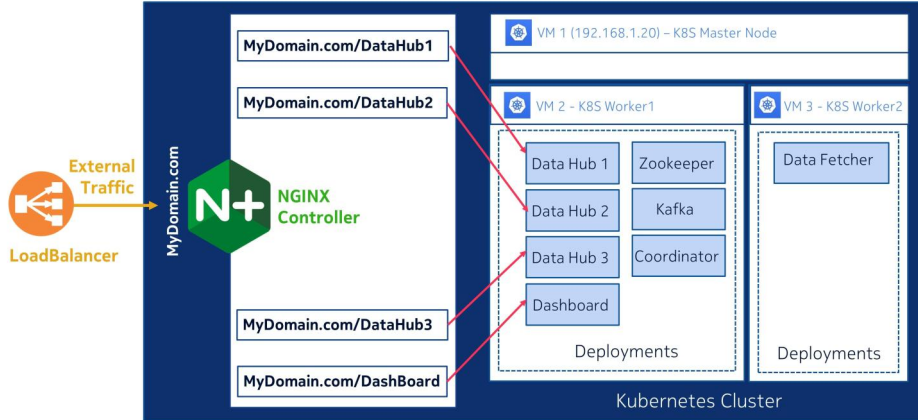 LoadBalancer
External
Traffic
MyDomain.com
N+
NGINX
Controller
MyDomain.com/DataHub1
MyDomain.com/DataHub2
MyDomain.com/DataHub3
MyDomain.com/DashBoard
VM 1 (192.168.1.20) – K8S Master Node
VM 2 - K8S Worker1
Data Hub 1
Zookeeper
Data Hub 2
Kafka
Data Hub 3
Coordinator
Dashboard
Deployments
VM 3 - K8S Worker2
Data Fetcher
Deployments
Kubernetes Cluster